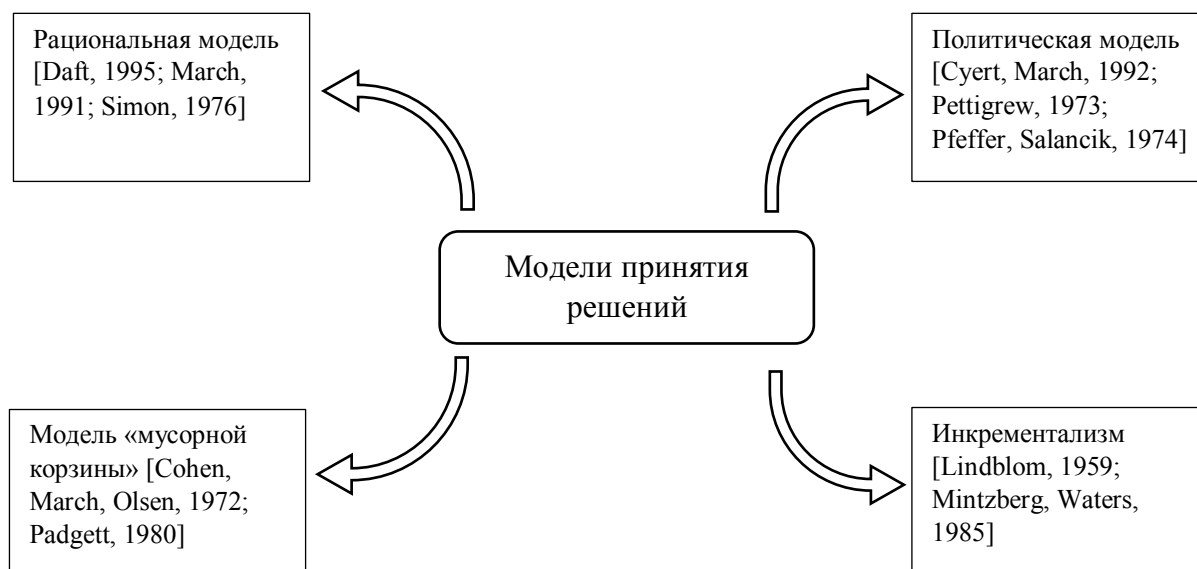 Рациональная модель
[Daft, 1995; March,
1991; Simon, 1976]
Политическая модель
[Cyert, March, 1992;
Pettigrew, 1973;
Pfeffer, Salancik, 1974]
Модели принятия
решений
Модель «мусорной
корзины» [Cohen,
March, Olsen, 1972;
Padgett, 1980]
Инкрементализм
[Lindblom, 1959;
Mintzberg, Waters,
1985]